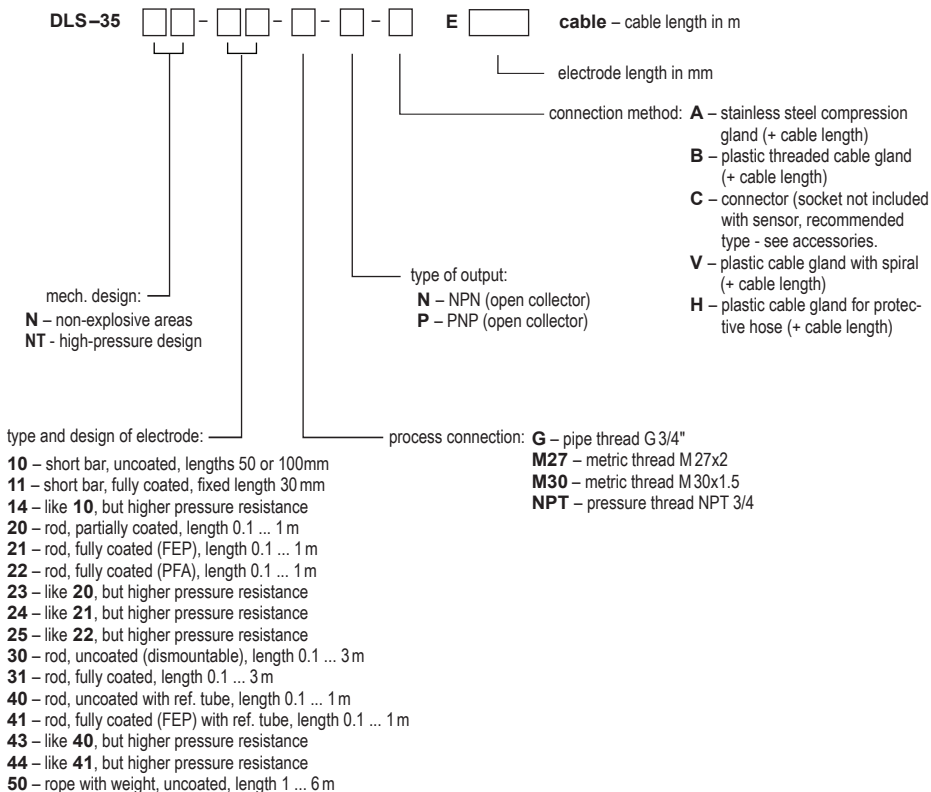 DLS–35 - - - - - E cable – cable length in m
electrode length in mm
connection method: A – stainless steel compression
gland (+ cable length)
B – plastic threaded cable gland
(+ cable length)
C – connector (socket not included
with sensor, recommended
type - see accessories.
V – plastic cable gland with spiral
(+ cable length)
H – plastic cable gland for protec-
tive hose (+ cable length)
type of output:
N – NPN (open collector)
P – PNP (open collector)
mech. design:
N – non-explosive areas
NT - high-pressure design
type and design of electrode:
10 – short bar, uncoated, lengths 50 or 100mm
11 – short bar, fully coated, fixed length 30 mm
14 – like 10, but higher pressure resistance
20 – rod, partially coated, length 0.1 ... 1 m
21 – rod, fully coated (FEP), length 0.1 ... 1 m
22 – rod, fully coated (PFA), length 0.1 ... 1 m
23 – like 20, but higher pressure resistance
24 – like 21, but higher pressure resistance
25 – like 22, but higher pressure resistance
30 – rod, uncoated (dismountable), length 0.1 ... 3 m
31 – rod, fully coated, length 0.1 ... 3 m
40 – rod, uncoated with ref. tube, length 0.1 ... 1 m
41 – rod, fully coated (FEP) with ref. tube, length 0.1 ... 1 m
43 – like 40, but higher pressure resistance
44 – like 41, but higher pressure resistance
50 – rope with weight, uncoated, length 1 ... 6 m
process connection: G – pipe thread G 3/4"
M27 – metric thread M 27x2
M30 – metric thread M 30x1.5
NPT – pressure thread NPT 3/4